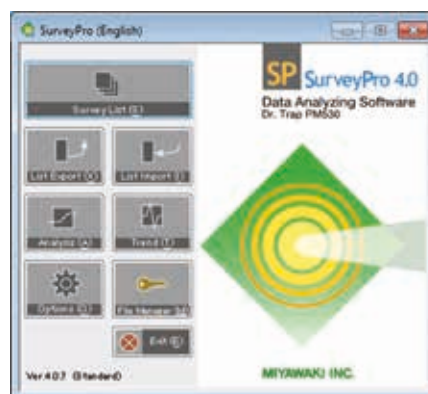 SurveyPro (English)
SP SurveyPro 4.0
Data Analyzing Software
Dr. Trap PM530
Survey List (S)
List Export (X)
List Import (I)
Analysis (A)
Trend (T)
Options (O)
File Manager (M)
Exit (E)
Ver.4.0.7 (Standard)
MIYAWAKI INC.